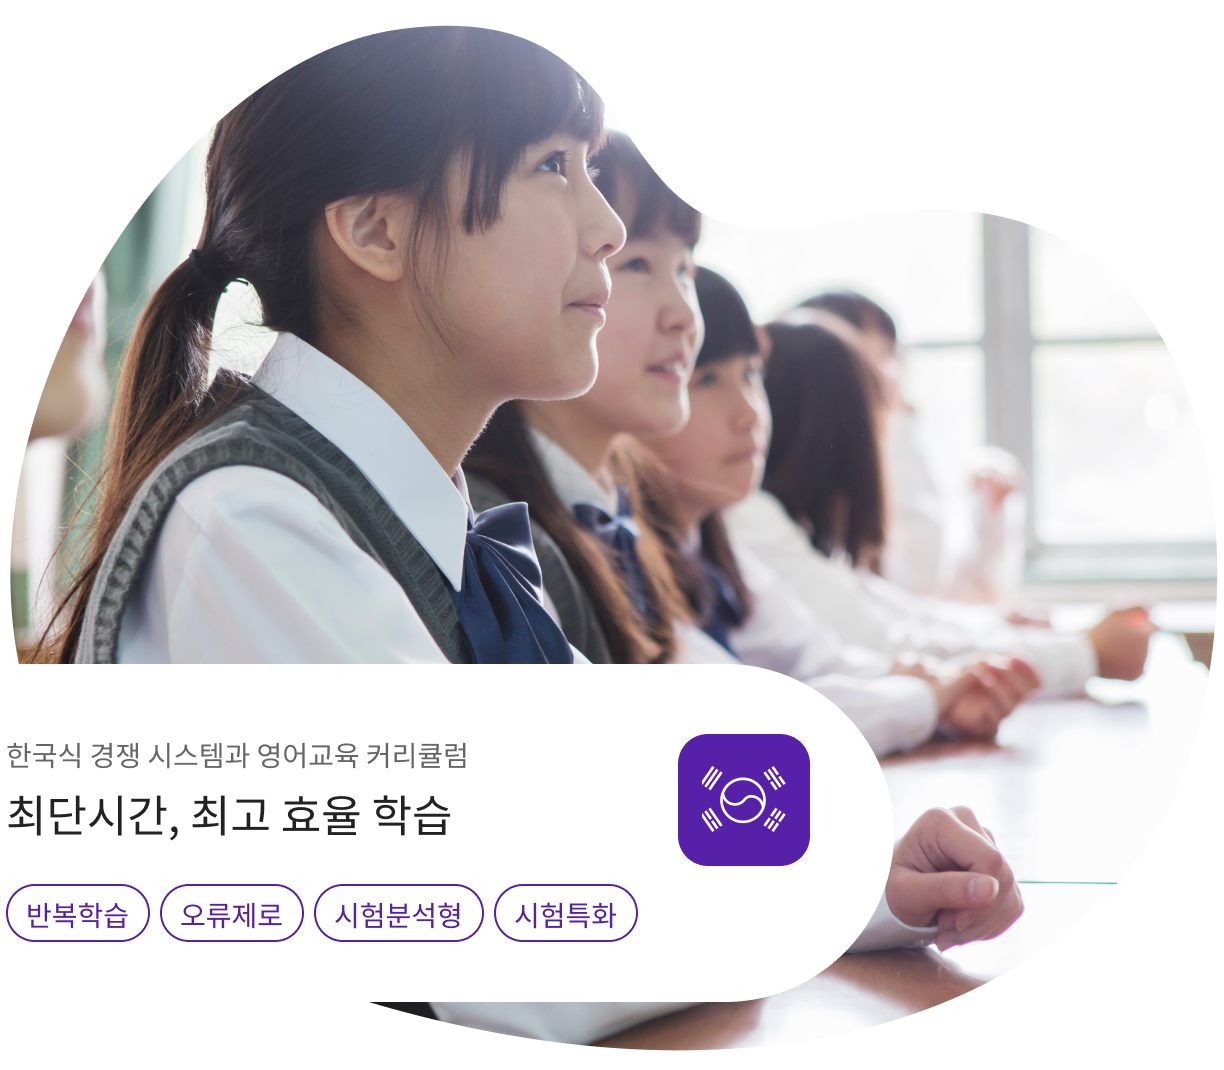 한국식 경쟁 시스템과 영어교육 커리큘럼
최단시간, 최고 효율 학습
반복학습 오류제로 시험분석형 시험특화